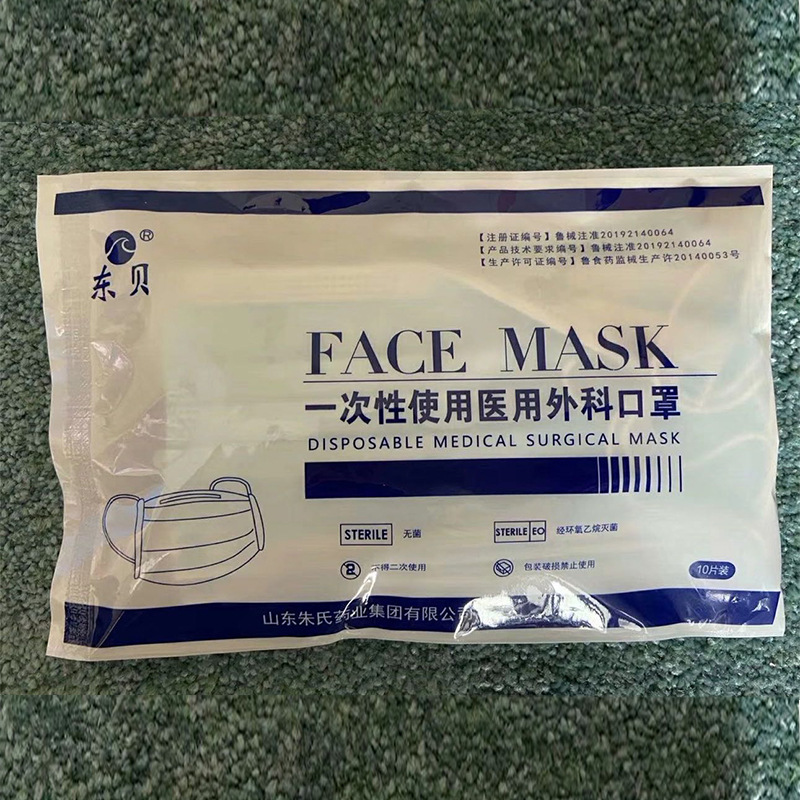 东贝®
【注册证编号】鲁械注准20192140064
【产品技术要求编号】鲁械注准20192140064
【生产许可证编号】鲁食药监械生产许20140053号
FACE MASK
一次性使用医用外科口罩
DISPOSABLE MEDICAL SURGICAL MASK
STERILE 无菌
STERILE EO 经环氧乙烷灭菌
2 不得二次使用
包装破损禁止使用
10片装
山东朱氏药业集团有限公司